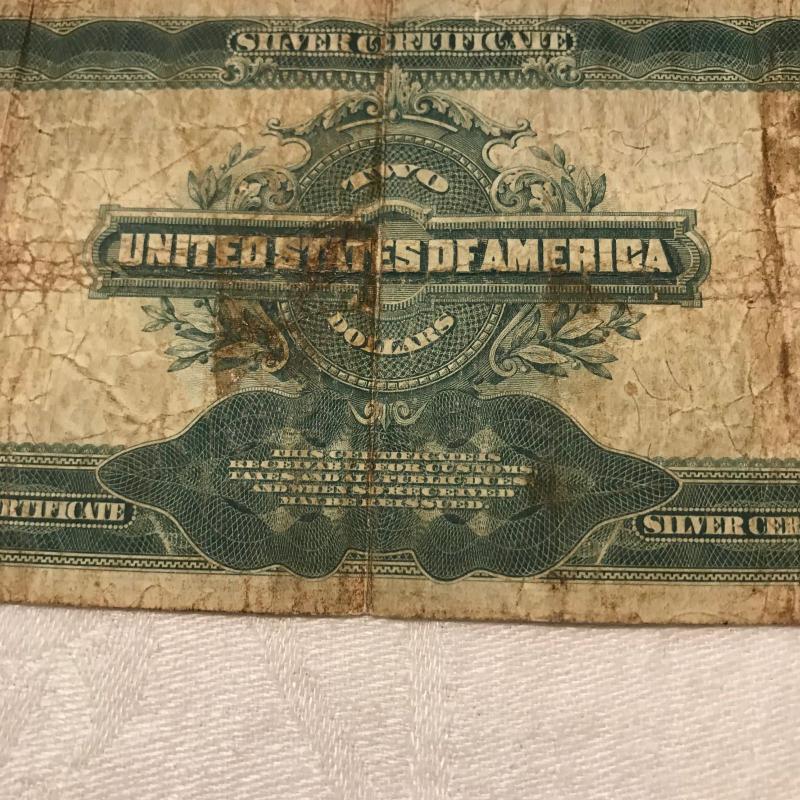 SILVER CERTIFICATE
TWO
UNITED STATES OF AMERICA
DOLLARS
THIS CERTIFICATE IS
RECEIVABLE FOR CUSTOMS
TAXES AND ALL PUBLIC DUES
AND WHEN SO RECEIVED
MAY BE REISSUED.
RTIFICATE
SILVER CER